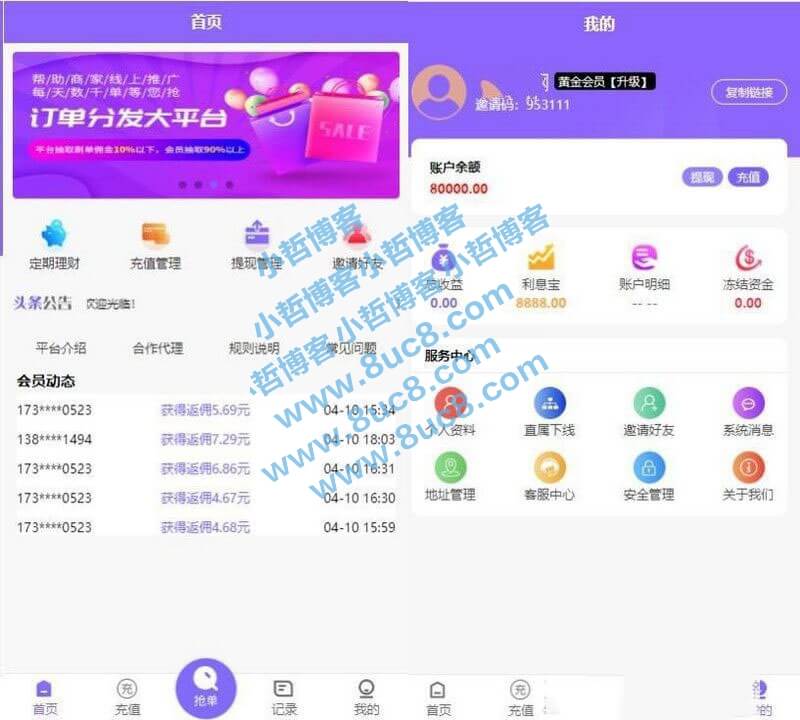 首页
帮/助/商/家/线/上/推/广
每/天/数/千/单/等/您/抢
订单分发大平台
平台抽取刷单佣金10%以下，会员抽取90%以上
SALE
定期理财
充值管理
提现管理
邀请好友
头条公告 欢迎光临！
平台介绍
合作代理
规则说明
常见问题
会员动态
173****0523 获得返佣5.69元 04-10 15:34
138****1494 获得返佣7.29元 04-10 18:03
173****0523 获得返佣6.86元 04-10 16:31
173****0523 获得返佣4.67元 04-10 16:30
173****0523 获得返佣4.68元 04-10 15:59
首页
充
充值
抢单
记录
我的
我的
黄金会员【升级】
邀请码：953111
复制链接
账户余额
80000.00
提现
充值
总收益
0.00
利息宝
8888.00
账户明细
-- --
冻结资金
0.00
服务中心
个人资料
直属下线
邀请好友
系统消息
地址管理
客服中心
安全管理
关于我们
首页
充
充值
的
小哲博客小哲博客小哲博客
小哲博客小哲博客
www.8uc8.com
小哲博客
www.8uc8.com
www.8uc8.com